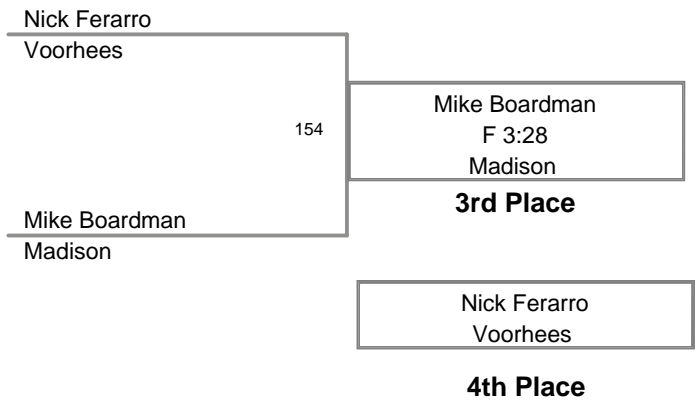 Nick Ferarro
Voorhees
154
Mike Boardman
F 3:28
Madison
3rd Place
Mike Boardman
Madison
Nick Ferarro
Voorhees
4th Place